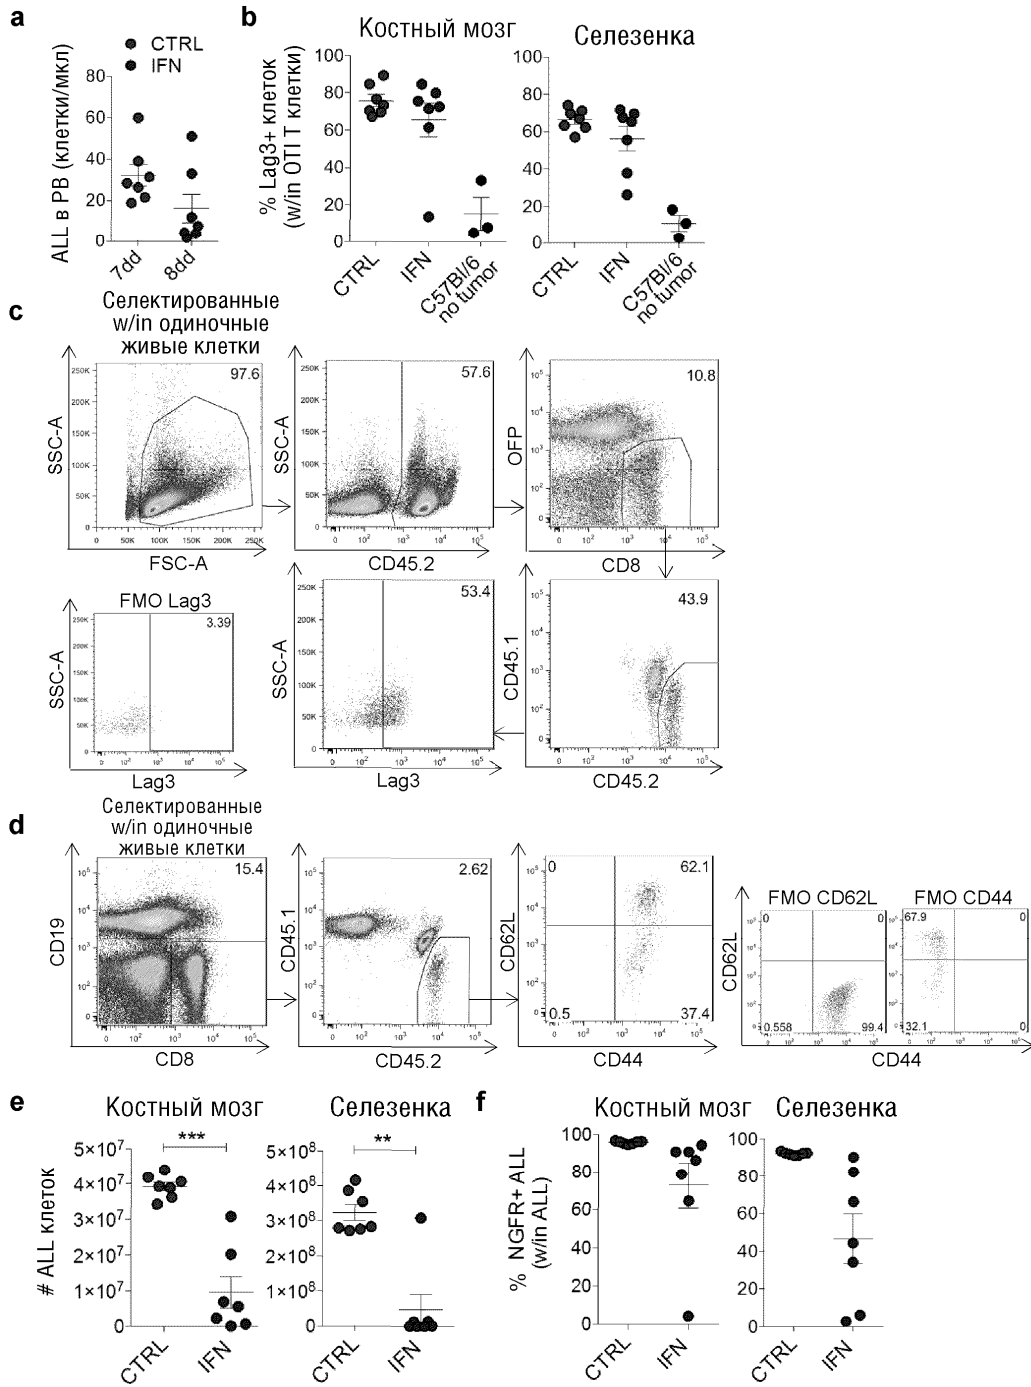 a
CTRL
IFN
ALL в PB (клетки/мкл)
80
60
40
20
0
7dd
8dd
b
Костный мозг
Селезенка
% Lag3+ клеток
(w/in OTI T клетки)
100
80
60
40
20
0
CTRL
IFN
C57Bl/6
no tumor
100
80
60
40
20
0
CTRL
IFN
C57Bl/6
no tumor
c
Селектированные
w/in одиночные
живые клетки
97.6
SSC-A
FSC-A
57.6
SSC-A
CD45.2
10.8
OFP
CD8
FMO Lag3
3.39
SSC-A
Lag3
53.4
SSC-A
Lag3
43.9
CD45.1
CD45.2
d
Селектированные
w/in одиночные
живые клетки
15.4
CD19
CD8
2.62
CD45.1
CD45.2
0
62.1
0.5
37.4
CD62L
CD44
FMO CD62L
0
0
0.558
99.4
FMO CD44
67.9
0
32.1
0
CD62L
CD44
e
Костный мозг
Селезенка
# ALL клеток
***
5×10⁷
4×10⁷
3×10⁷
2×10⁷
1×10⁷
0
CTRL
IFN
**
5×10⁸
4×10⁸
3×10⁸
2×10⁸
1×10⁸
0
CTRL
IFN
f
Костный мозг
Селезенка
% NGFR+ ALL
(w/in ALL)
100
80
60
40
20
0
CTRL
IFN
100
80
60
40
20
0
CTRL
IFN